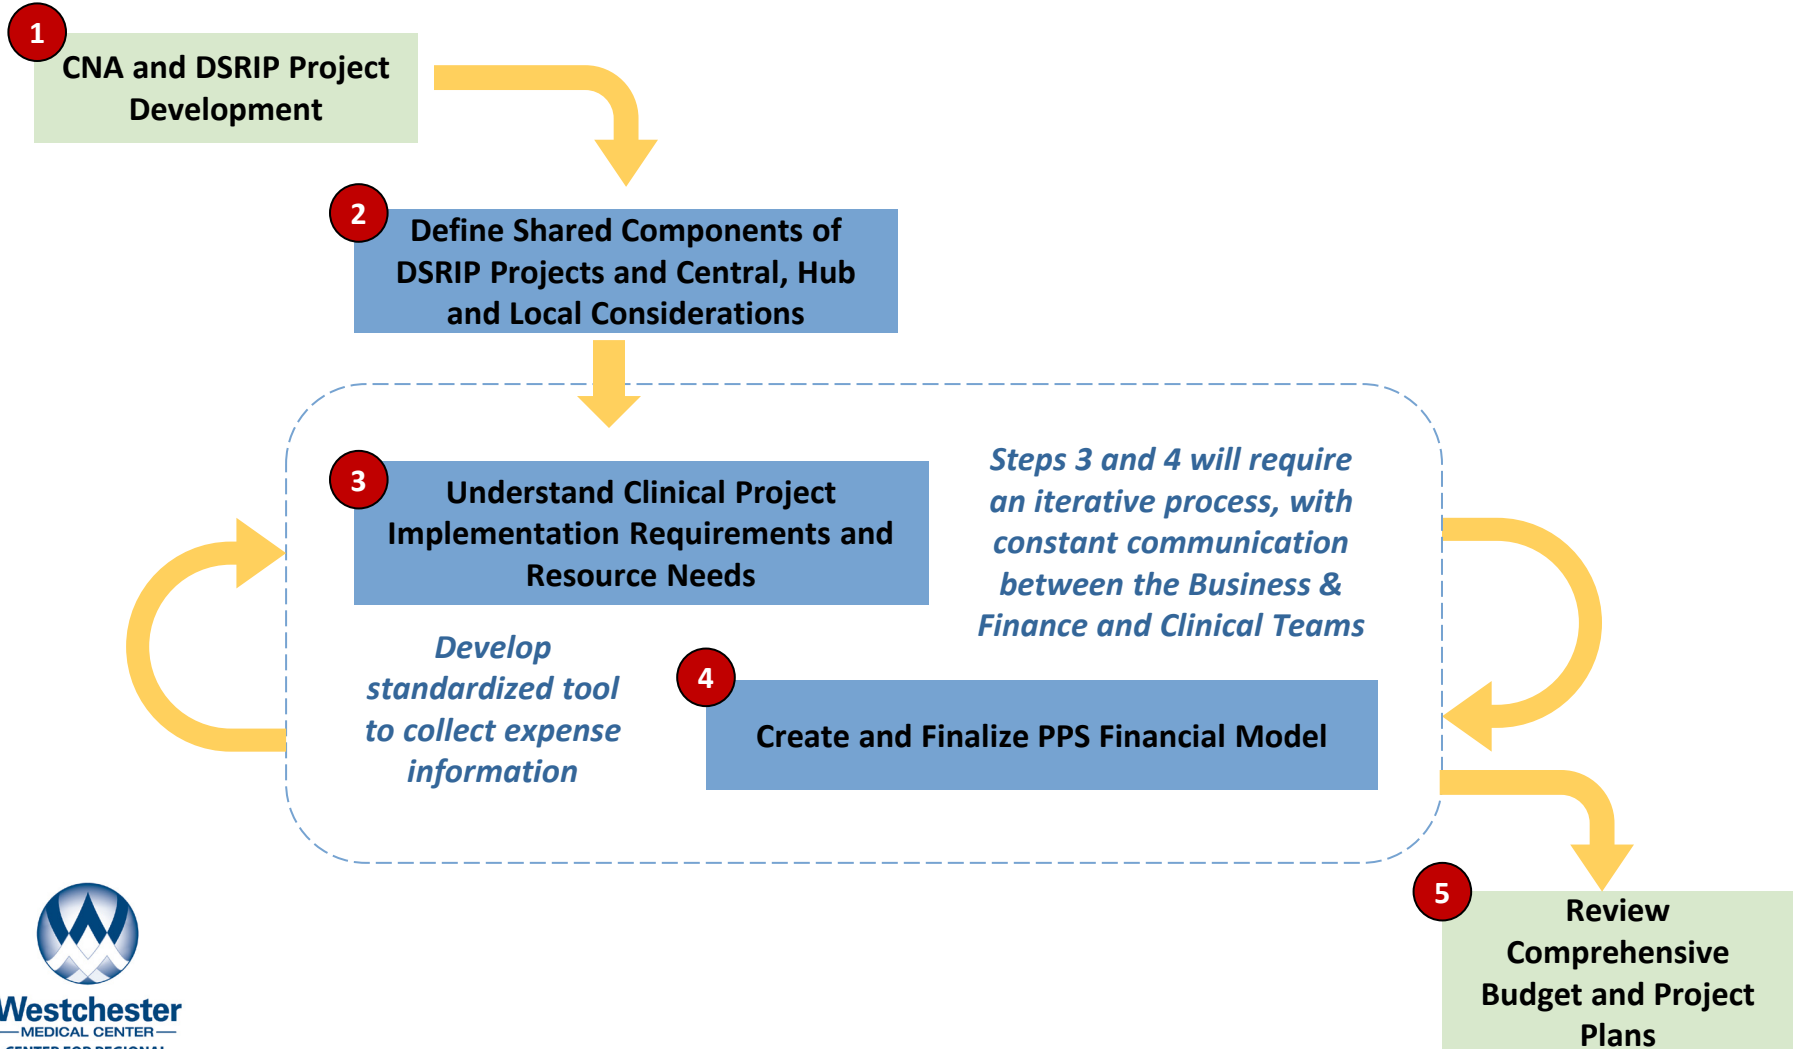 1
CNA and DSRIP Project
Development
2
Define Shared Components of
DSRIP Projects and Central, Hub
and Local Considerations
3
Understand Clinical Project
Implementation Requirements and
Resource Needs
Steps 3 and 4 will require
an iterative process, with
constant communication
between the Business &
Finance and Clinical Teams
Develop
standardized tool
to collect expense
information
4
Create and Finalize PPS Financial Model
5
Review
Comprehensive
Budget and Project
Plans
Westchester
MEDICAL CENTER
CENTER FOR REGIONAL